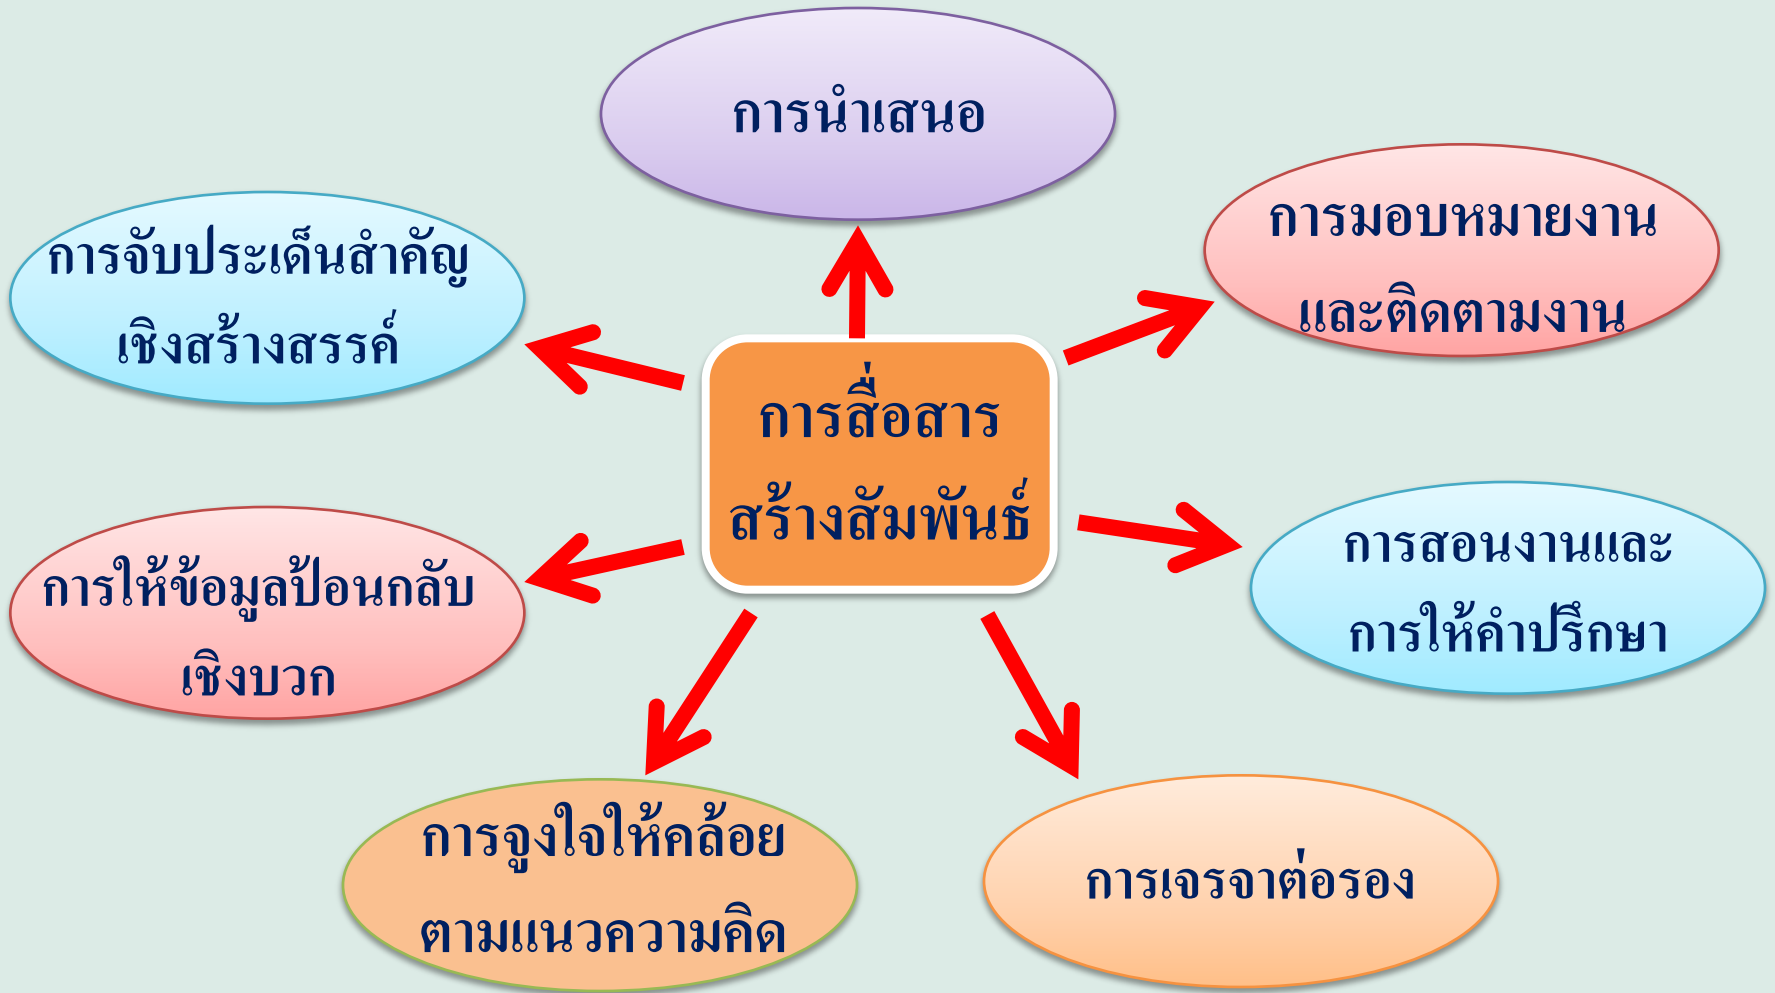 การนำเสนอ
การมอบหมายงาน
และติดตามงาน
การจับประเด็นสำคัญ
เชิงสร้างสรรค์
การสื่อสาร
สร้างสัมพันธ์
การสอนงานและ
การให้คำปรึกษา
การให้ข้อมูลป้อนกลับ
เชิงบวก
การจูงใจให้คล้อย
ตามแนวความคิด
การเจรจาต่อรอง